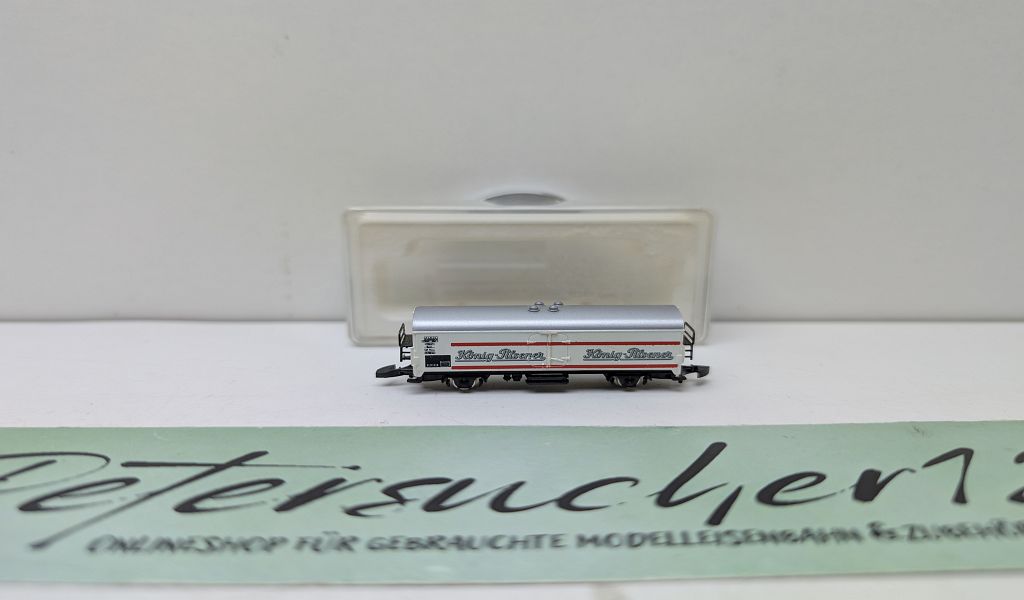 König-Pilsener König-Pilsener
Petersucher12
ONLINESHOP FÜR GEBRAUCHTE MODELLEISENBAHN & ZUBEHÖR